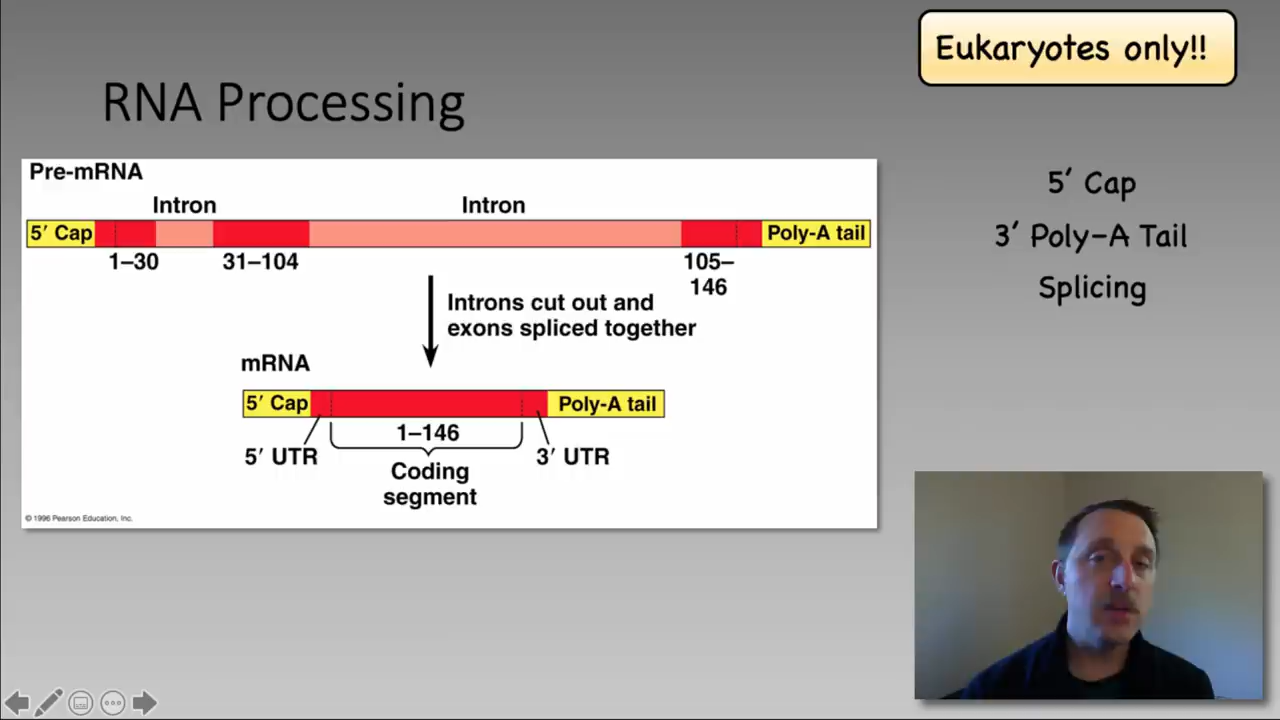 Eukaryotes only!!
RNA Processing
Pre-mRNA
Intron Intron
5′ Cap Poly-A tail
1–30 31–104 105–
146
Introns cut out and
exons spliced together
mRNA
5′ Cap Poly-A tail
1–146
5′ UTR 3′ UTR
Coding
segment
© 1996 Pearson Education, Inc.
5′ Cap
3′ Poly-A Tail
Splicing